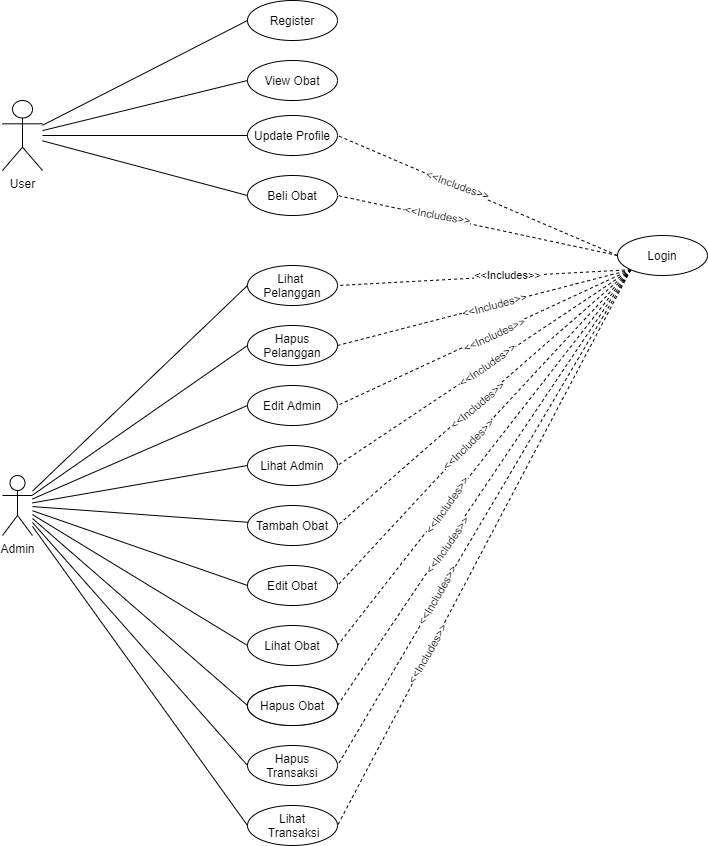 Register
View Obat
Update Profile
User
Beli Obat
<<Includes>>
<<Includes>>
Login
Lihat
Pelanggan
<<Includes>>
Hapus
Pelanggan
<<Includes>>
Edit Admin
<<Includes>>
Lihat Admin
<<Includes>>
Tambah Obat
<<Includes>>
Admin
Edit Obat
<<Includes>>
Lihat Obat
<<Includes>>
Hapus Obat
<<Includes>>
Hapus
Transaksi
<<Includes>>
Lihat
Transaksi
<<Includes>>